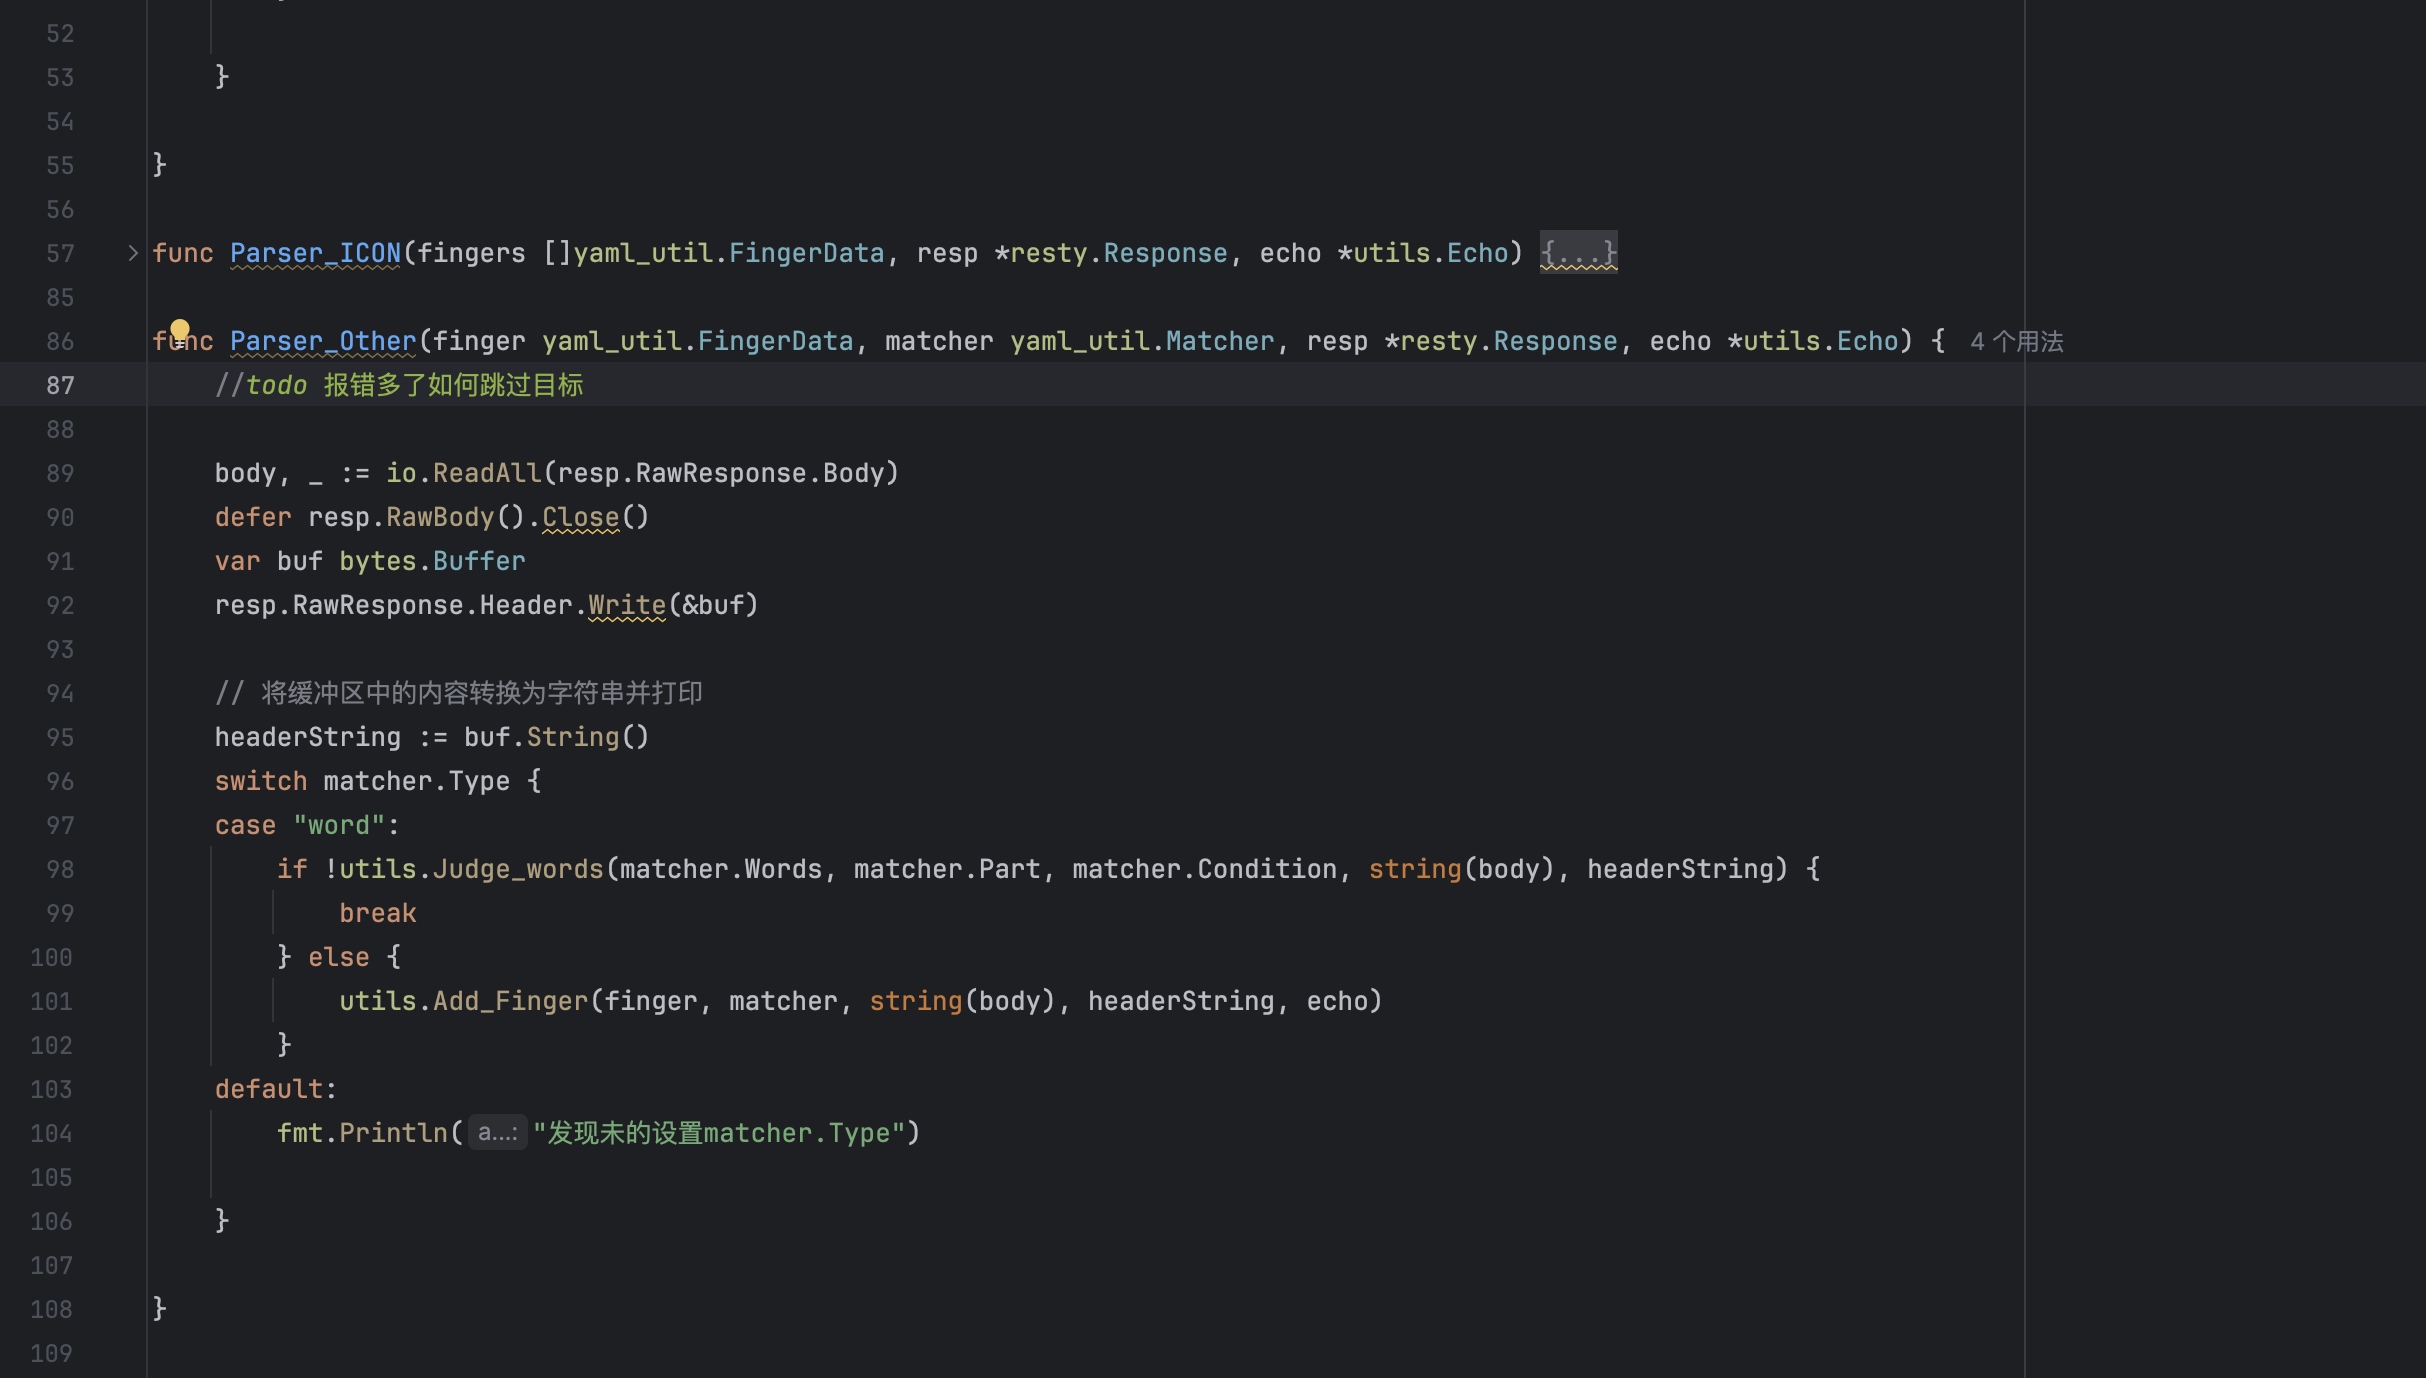 52
53 }
54
55 }
56
57 func Parser_ICON(fingers []yaml_util.FingerData, resp *resty.Response, echo *utils.Echo) {...}
85
86 func Parser_Other(finger yaml_util.FingerData, matcher yaml_util.Matcher, resp *resty.Response, echo *utils.Echo) { 4 个用法
87 //todo 报错多了如何跳过目标
88
89 body, _ := io.ReadAll(resp.RawResponse.Body)
90 defer resp.RawBody().Close()
91 var buf bytes.Buffer
92 resp.RawResponse.Header.Write(&buf)
93
94 // 将缓冲区中的内容转换为字符串并打印
95 headerString := buf.String()
96 switch matcher.Type {
97 case "word":
98 if !utils.Judge_words(matcher.Words, matcher.Part, matcher.Condition, string(body), headerString) {
99 break
100 } else {
101 utils.Add_Finger(finger, matcher, string(body), headerString, echo)
102 }
103 default:
104 fmt.Println( a...: "发现未的设置matcher.Type")
105
106 }
107
108 }
109